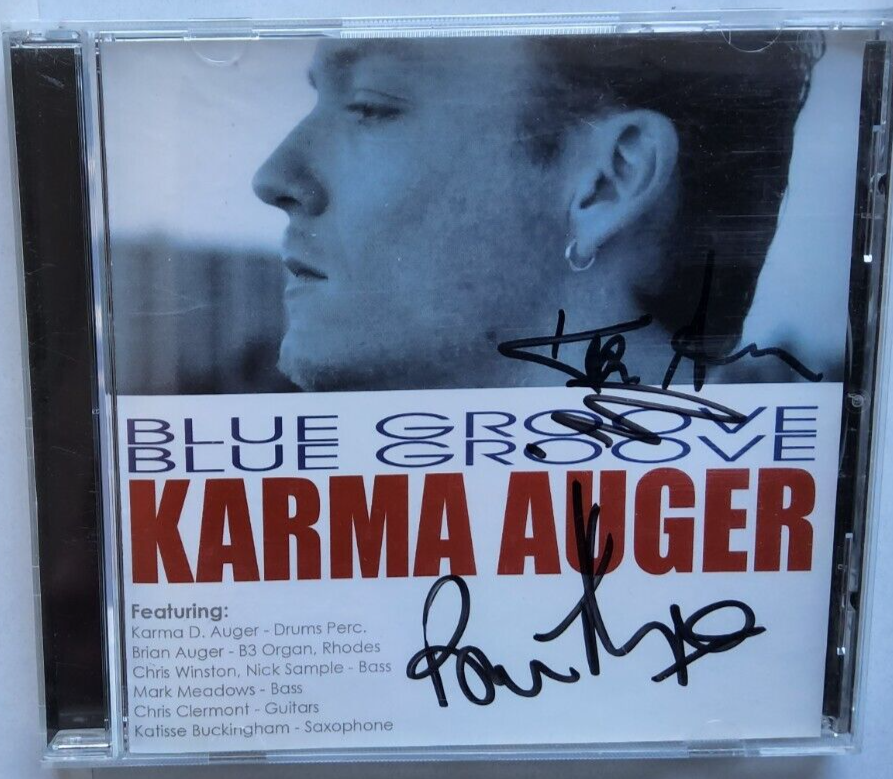 BLUE GROOVE
BLUE GROOVE
KARMA AUGER
Featuring:
Karma D. Auger - Drums Perc.
Brian Auger - B3 Organ, Rhodes
Chris Winston, Nick Sample - Bass
Mark Meadows - Bass
Chris Clermont - Guitars
Katisse Buckingham - Saxophone